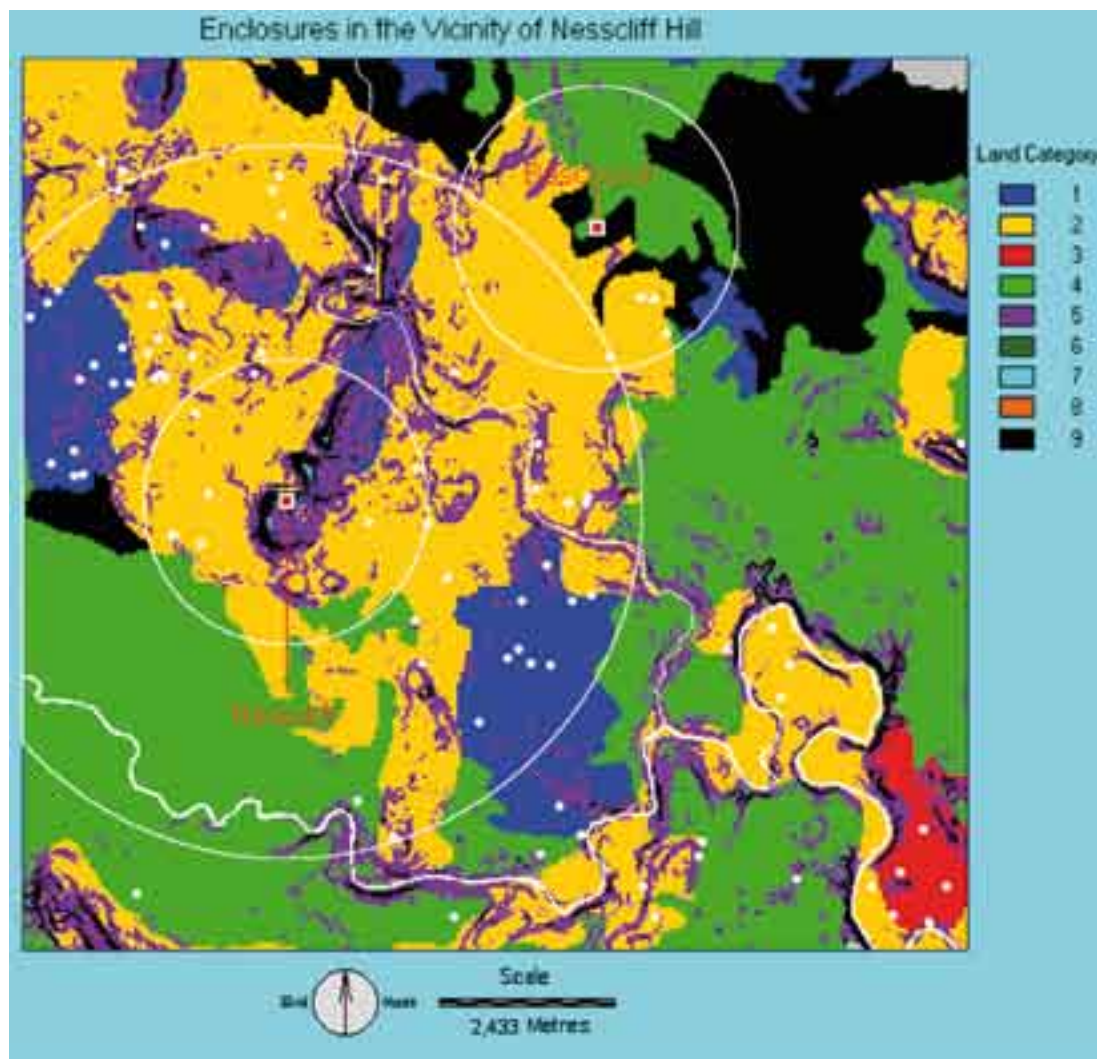 Enclosures in the Vicinity of Nesscliff Hill
Land Category
1
2
3
4
5
6
7
8
9
Nesscliff
Scale
2,433 Metres